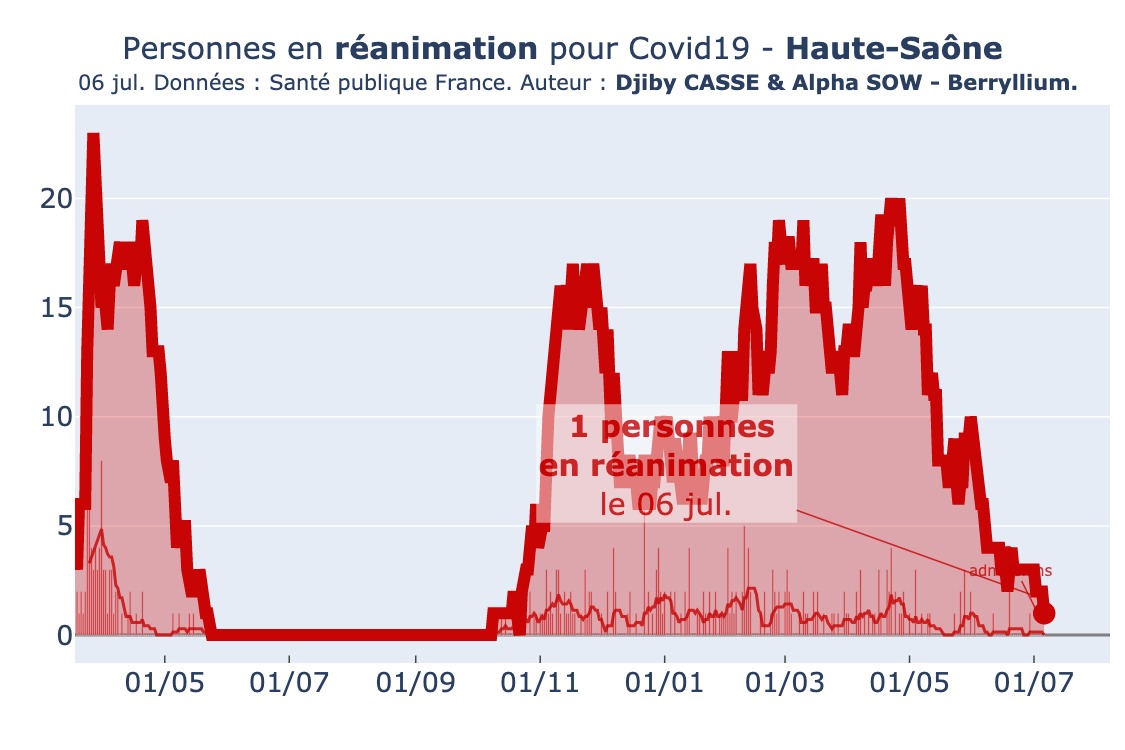 Personnes en réanimation pour Covid19 - Haute-Saône
06 jul. Données : Santé publique France. Auteur : Djiby CASSE & Alpha SOW - Berryllium.
20
15
10
5
0
1 personnes
en réanimation
le 06 jul.
admissions
01/05 01/07 01/09 01/11 01/01 01/03 01/05 01/07